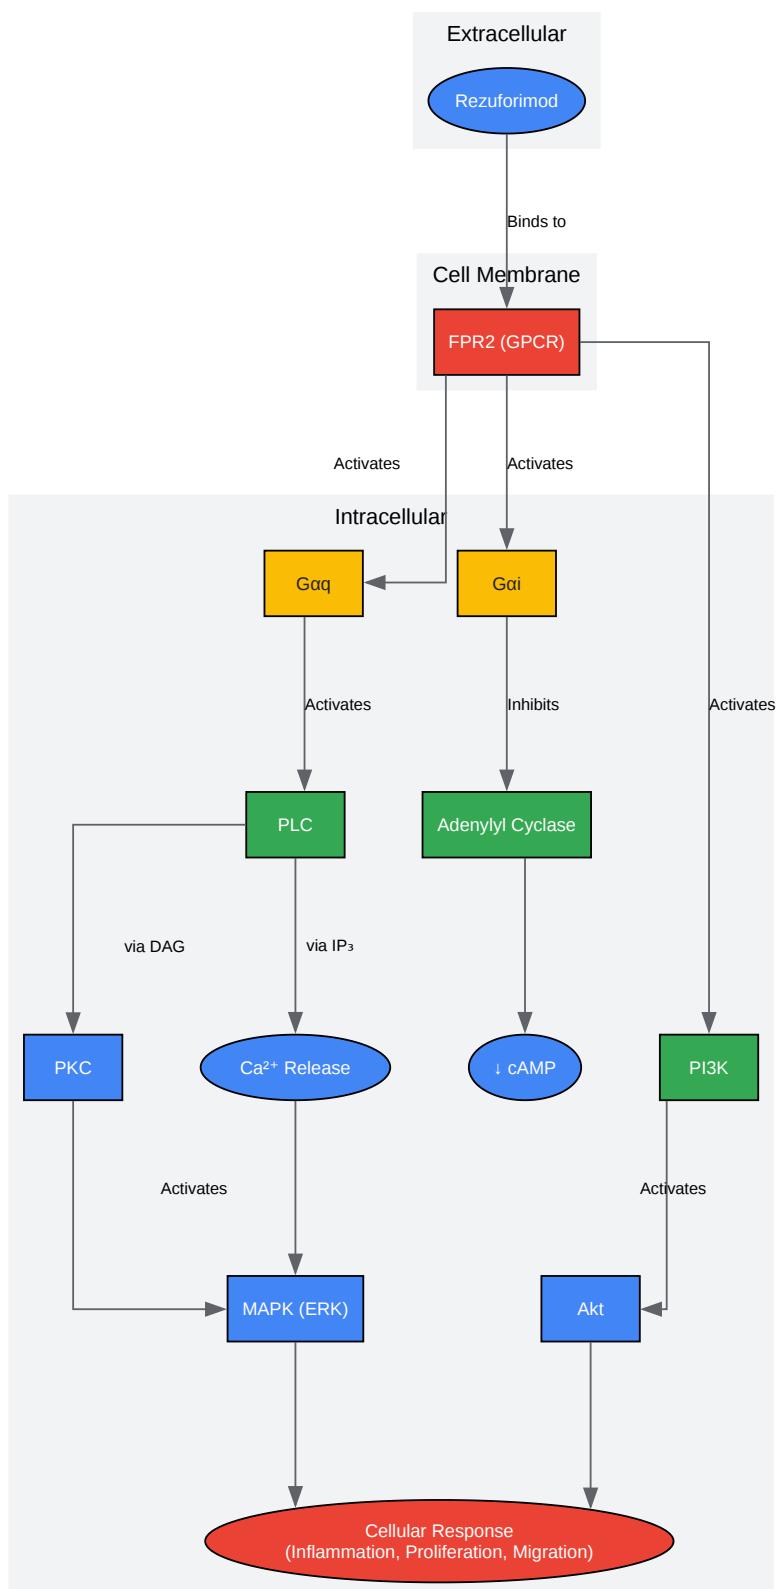 Extracellular
Rezuforimod
Binds to
Cell Membrane
FPR2 (GPCR)
Activates
Activates
Intracellular
Gαq
Gαi
Activates
Inhibits
Activates
PLC
Adenylyl Cyclase
via DAG
via IP₃
PKC
Ca²⁺ Release
↓ cAMP
PI3K
Activates
Activates
MAPK (ERK)
Akt
Cellular Response
(Inflammation, Proliferation, Migration)